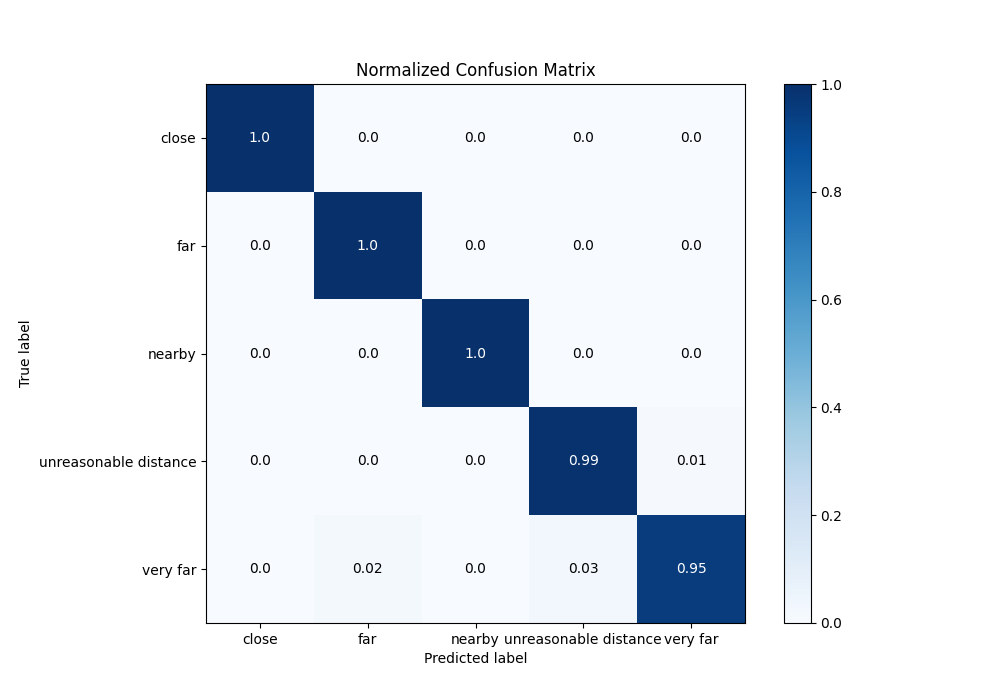 Normalized Confusion Matrix
1.0
close 1.0 0.0 0.0 0.0 0.0
0.8
far 0.0 1.0 0.0 0.0 0.0
0.6
True label
nearby 0.0 0.0 1.0 0.0 0.0
0.4
unreasonable distance 0.0 0.0 0.0 0.99 0.01
0.2
very far 0.0 0.02 0.0 0.03 0.95
0.0
close far nearby unreasonable distance very far
Predicted label